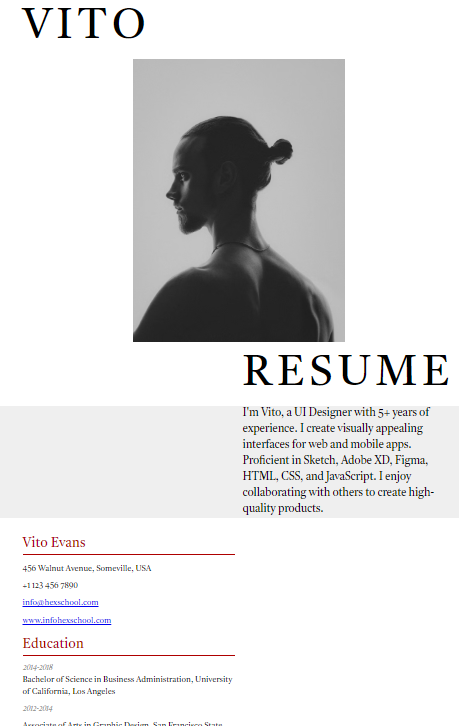 VITO
RESUME
I'm Vito, a UI Designer with 5+ years of
experience. I create visually appealing
interfaces for web and mobile apps.
Proficient in Sketch, Adobe XD, Figma,
HTML, CSS, and JavaScript. I enjoy
collaborating with others to create high-
quality products.
Vito Evans
456 Walnut Avenue, Someville, USA
+1 123 456 7890
info@hexschool.com
www.infohexschool.com
Education
2014-2018
Bachelor of Science in Business Administration, University
of California, Los Angeles
2012-2014
Associate of Arts in Graphic Design, San Francisco State